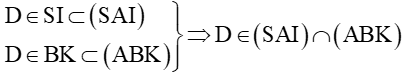 D ∈ SI ⊂ (SAI)
D ∈ BK ⊂ (ABK)
} ⇒ D ∈ (SAI) ∩ (ABK)